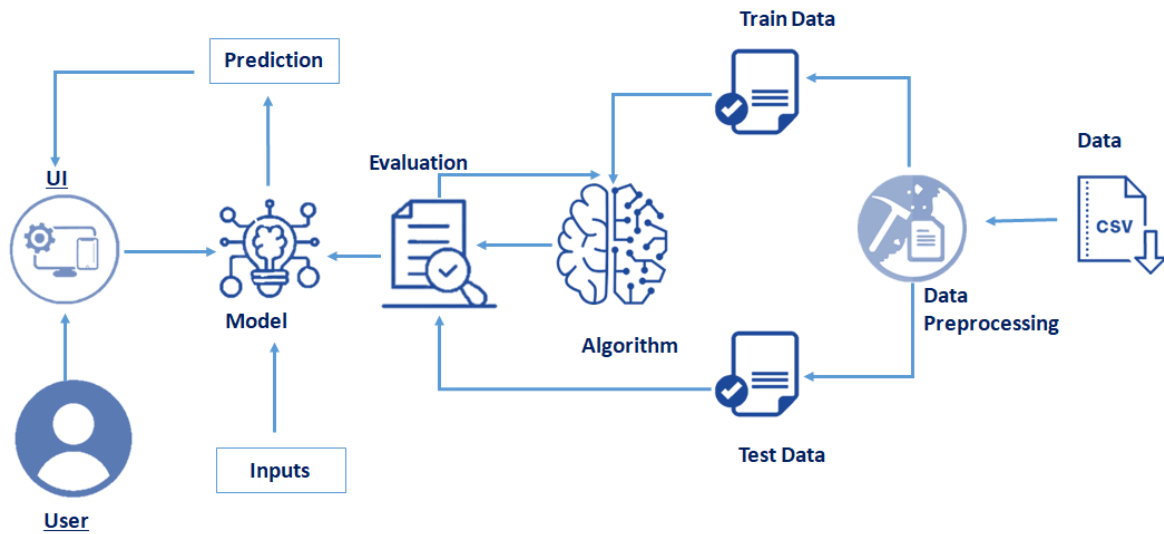 Train Data
Prediction
Data
Evaluation
UI
CSV
Model
Data
Preprocessing
Algorithm
Inputs
Test Data
User